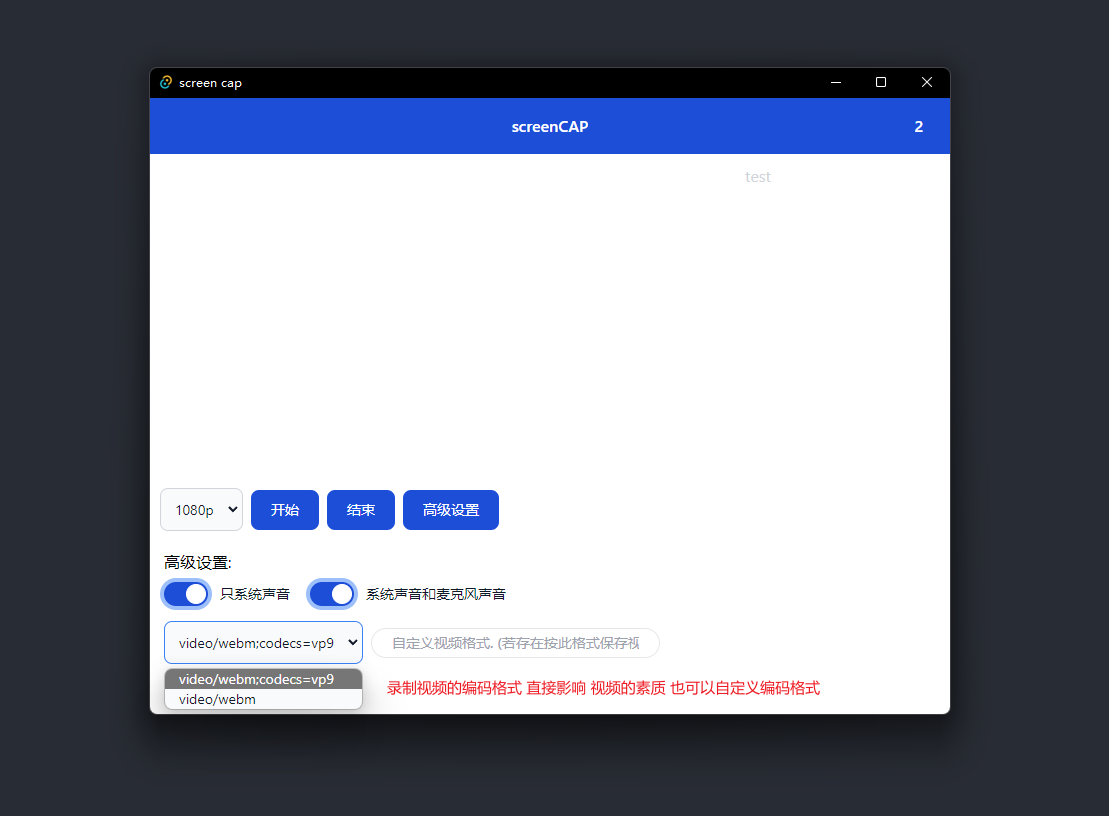 screen cap
screenCAP
2
test
1080p
开始
结束
高级设置
高级设置:
只系统声音
系统声音和麦克风声音
video/webm;codecs=vp9
自定义视频格式. (若存在按此格式保存视
video/webm;codecs=vp9
video/webm
录制视频的编码格式 直接影响 视频的素质 也可以自定义编码格式